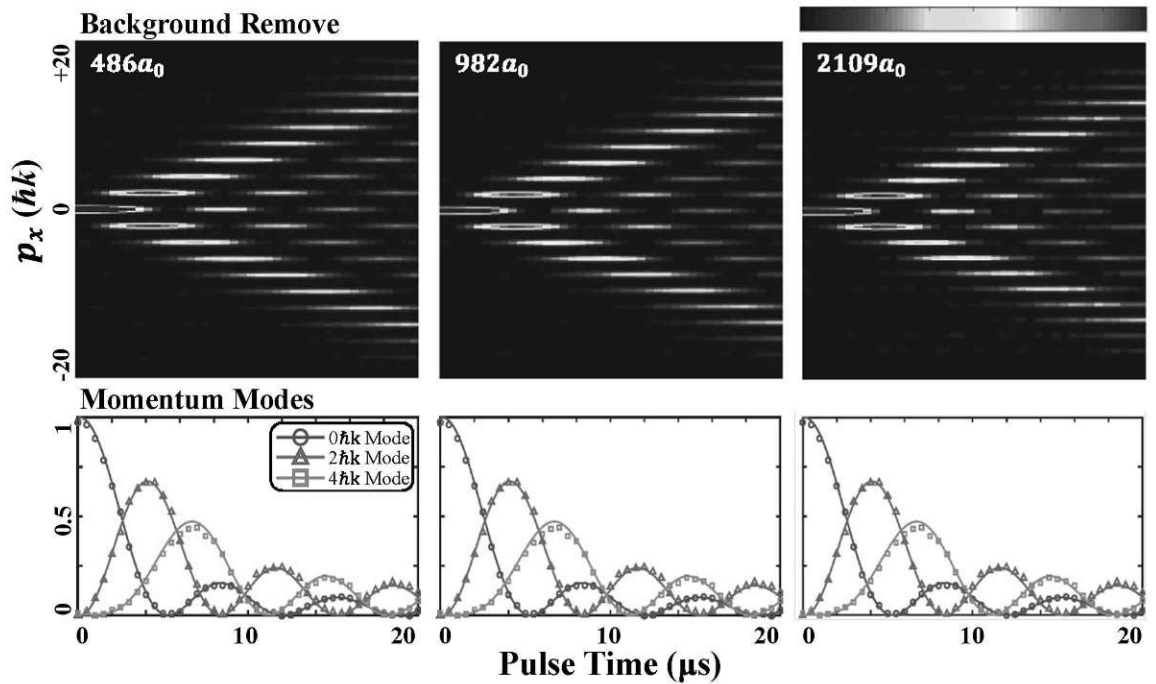 Background Remove
486a₀
982a₀
2109a₀
+20
0
-20
pₓ (ħk)
Momentum Modes
0ħk Mode
2ħk Mode
4ħk Mode
1
0.5
0
0 10 20
0 10 20
0 10 20
Pulse Time (μs)